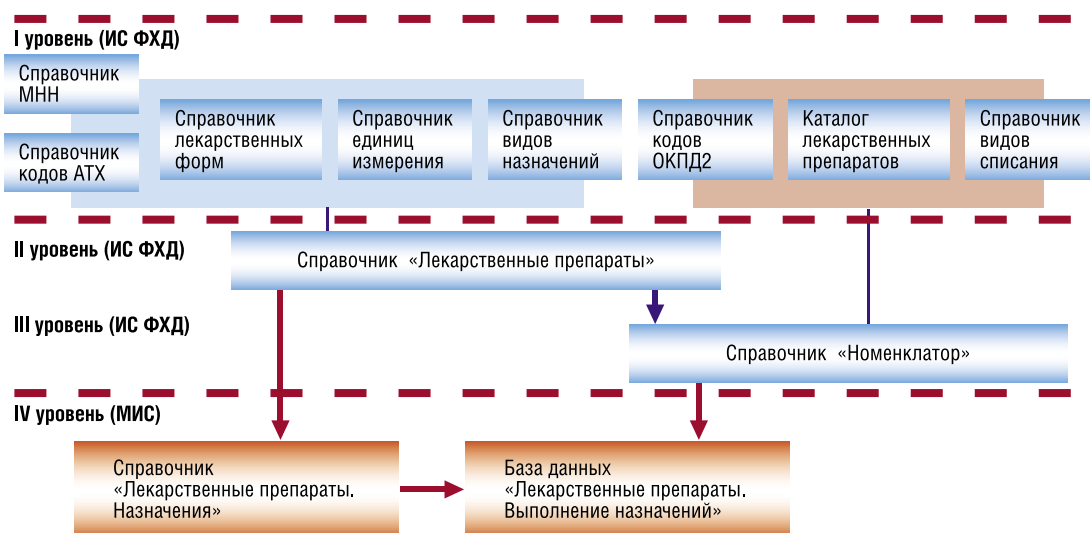 I уровень (ИС ФХД)
Справочник
МНН
Справочник
кодов АТХ
Справочник
лекарственных
форм
Справочник
единиц
измерения
Справочник
видов
назначений
Справочник
кодов
ОКПД2
Каталог
лекарственных
препаратов
Справочник
видов
списания
II уровень (ИС ФХД)
Справочник «Лекарственные препараты»
III уровень (ИС ФХД)
Справочник «Номенклатор»
IV уровень (МИС)
Справочник
«Лекарственные препараты.
Назначения»
База данных
«Лекарственные препараты.
Выполнение назначений»